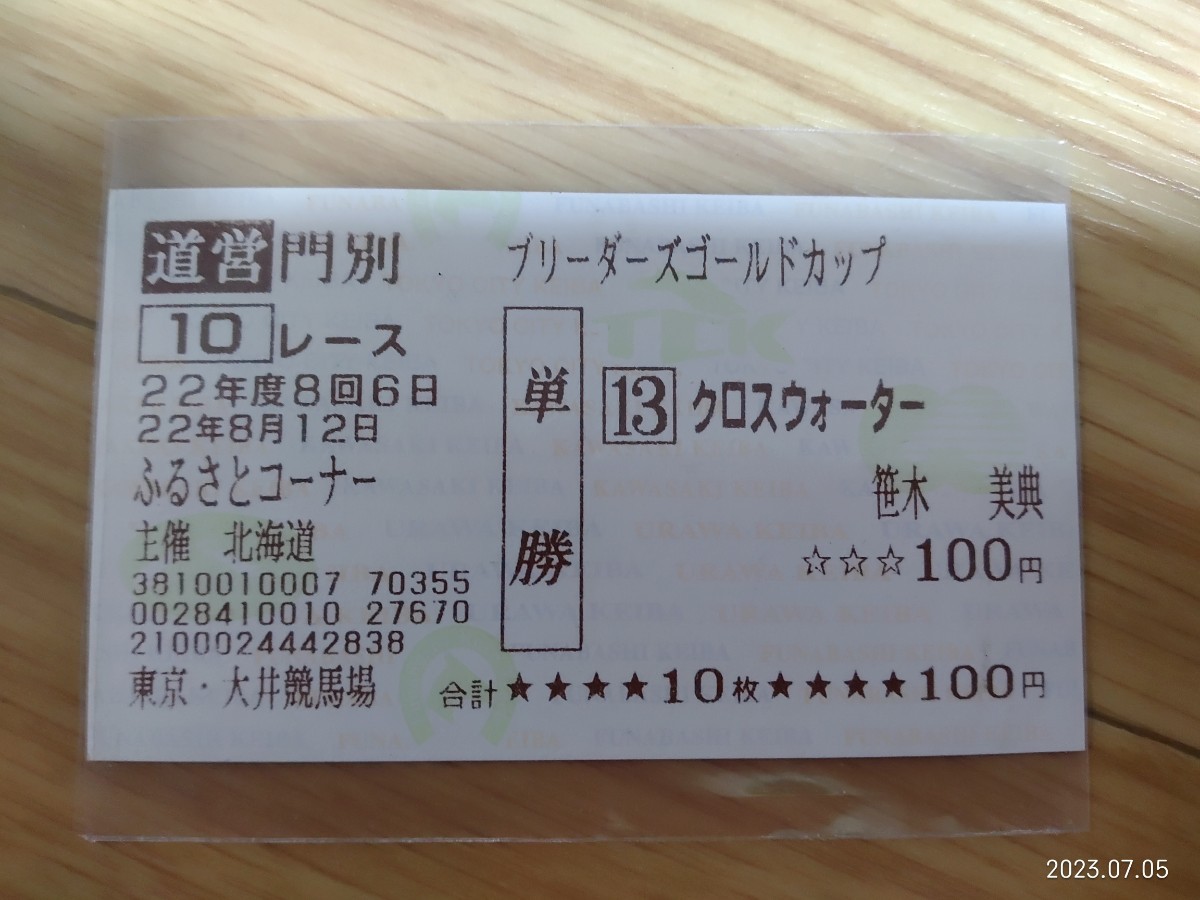 道営 門別 ブリーダーズゴールドカップ
10レース
22年度8回6日
22年8月12日
ふるさとコーナー
主催 北海道
3810010007 70355
0028410010 27670
2100024442838
東京・大井競馬場
単勝
13 クロスウォーター
笹木 美典
☆☆☆100円
合計★★★★10枚★★★★100円
2023.07.05